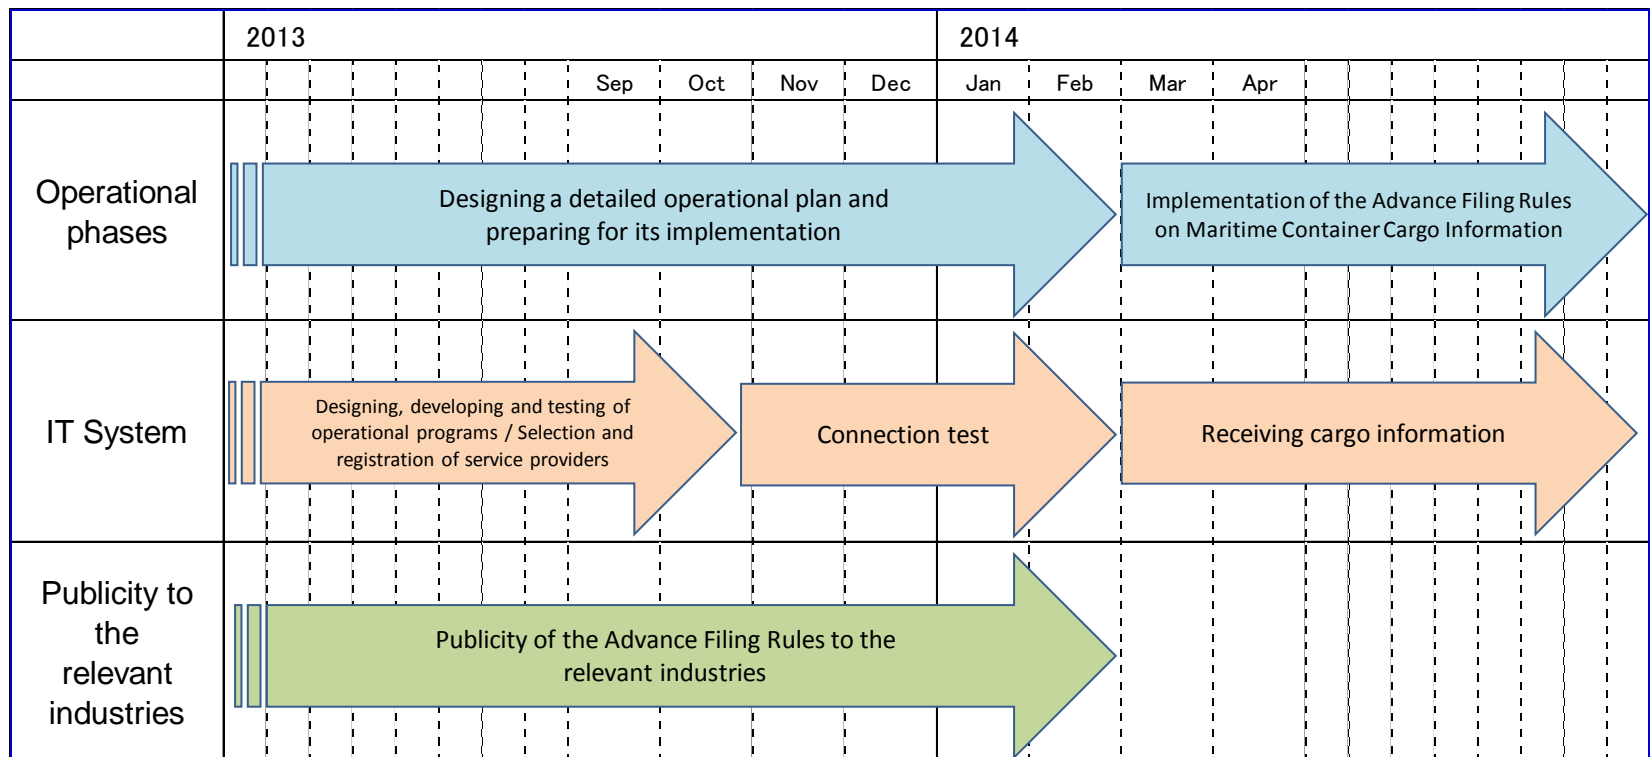 2013
2014
Sep
Oct
Nov
Dec
Jan
Feb
Mar
Apr
Operational
phases
Designing a detailed operational plan and
preparing for its implementation
Implementation of the Advance Filing Rules
on Maritime Container Cargo Information
IT System
Designing, developing and testing of
operational programs / Selection and
registration of service providers
Connection test
Receiving cargo information
Publicity to
the
relevant
industries
Publicity of the Advance Filing Rules to the
relevant industries